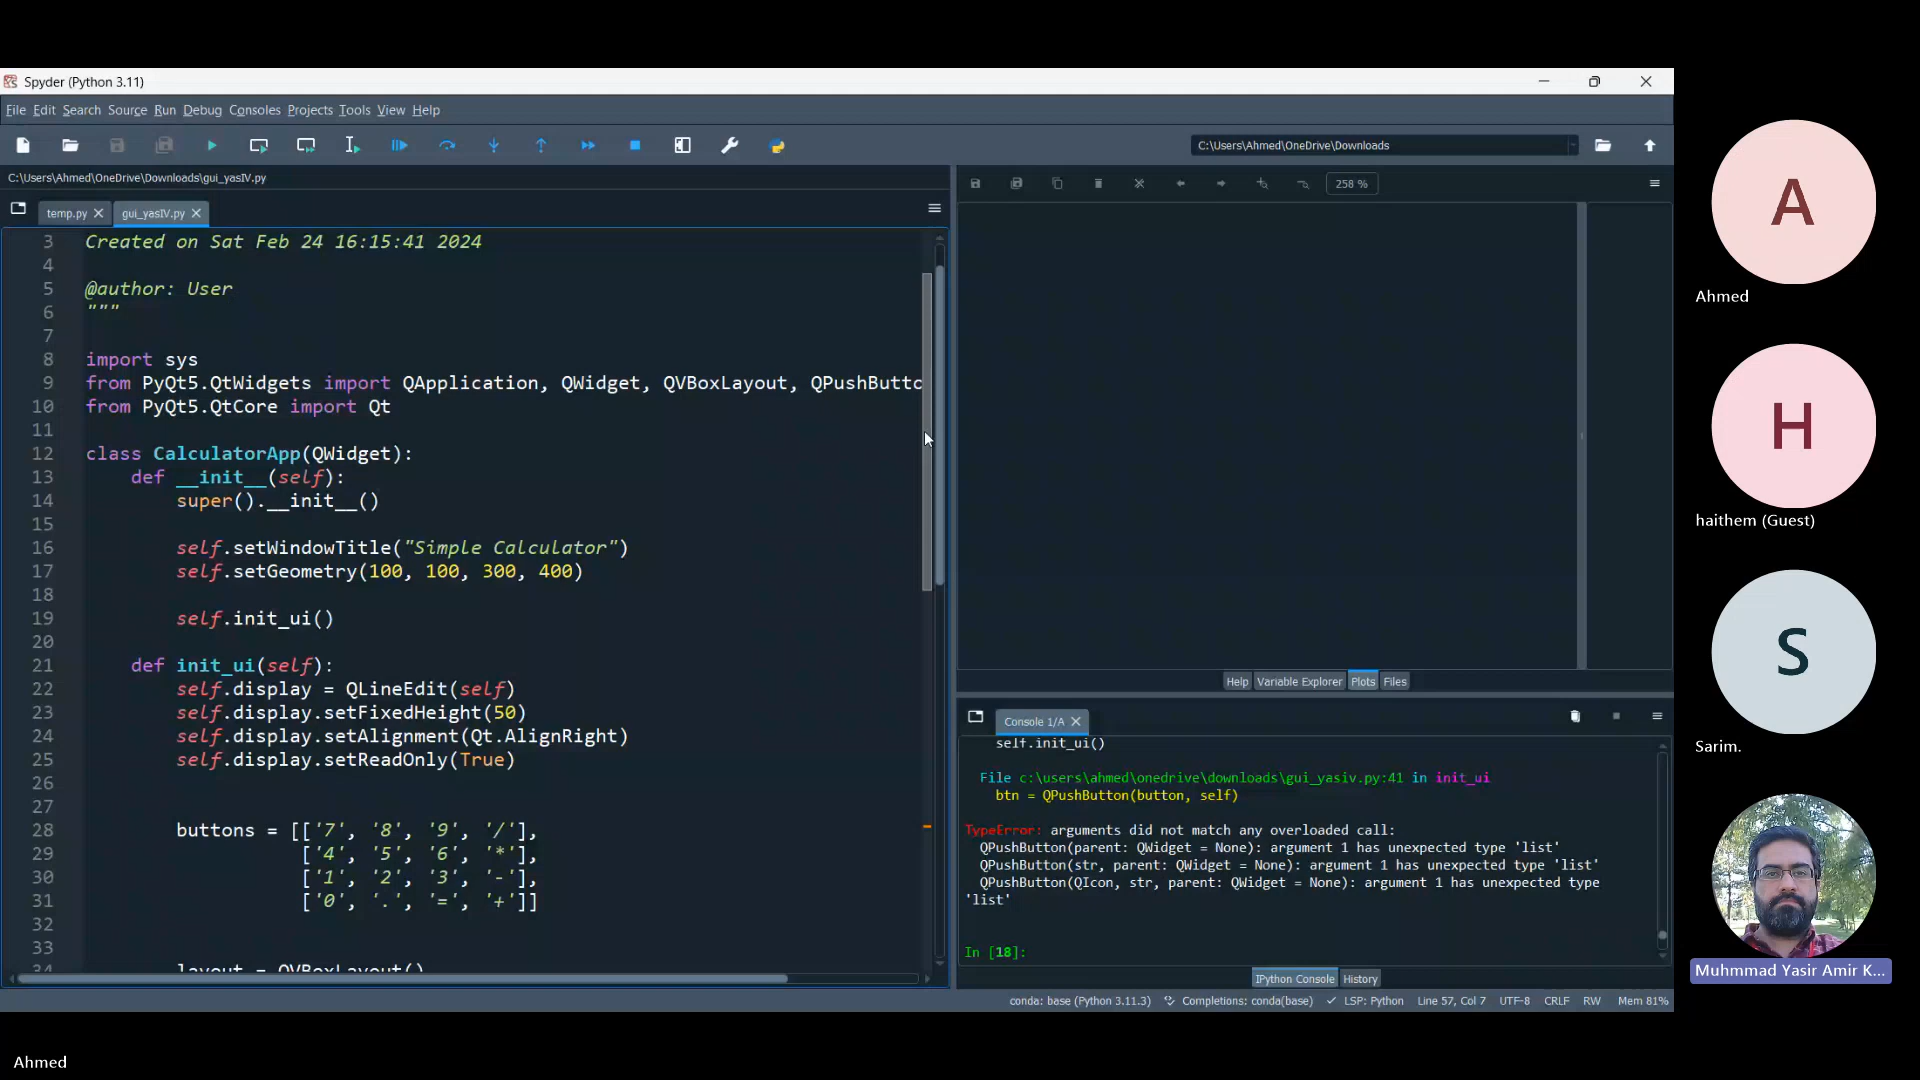 Spyder (Python 3.11)
File Edit Search Source Run Debug Consoles Projects Tools View Help
C:\Users\Ahmed\OneDrive\Downloads
C:\Users\Ahmed\OneDrive\Downloads\gui_yasIV.py
temp.py
gui_yasIV.py
3 Created on Sat Feb 24 16:15:41 2024
4
5 @author: User
6 """
7
8 import sys
9 from PyQt5.QtWidgets import QApplication, QWidget, QVBoxLayout, QPushButto
10 from PyQt5.QtCore import Qt
11
12 class CalculatorApp(QWidget):
13 def __init__(self):
14 super().__init__()
15
16 self.setWindowTitle("Simple Calculator")
17 self.setGeometry(100, 100, 300, 400)
18
19 self.init_ui()
20
21 def init_ui(self):
22 self.display = QLineEdit(self)
23 self.display.setFixedHeight(50)
24 self.display.setAlignment(Qt.AlignRight)
25 self.display.setReadOnly(True)
26
27
28 buttons = [['7', '8', '9', '/'],
29 ['4', '5', '6', '*'],
30 ['1', '2', '3', '-'],
31 ['0', '.', '=', '+']]
32
33
34 layout = QVBoxLayout()
258 %
Help Variable Explorer Plots Files
Console 1/A
self.init_ui()
File c:\users\ahmed\onedrive\downloads\gui_yasiv.py:41 in init_ui
btn = QPushButton(button, self)
TypeError: arguments did not match any overloaded call:
QPushButton(parent: QWidget = None): argument 1 has unexpected type 'list'
QPushButton(str, parent: QWidget = None): argument 1 has unexpected type 'list'
QPushButton(QIcon, str, parent: QWidget = None): argument 1 has unexpected type
'list'
In [18]:
IPython Console History
conda: base (Python 3.11.3) Completions: conda(base) LSP: Python Line 57, Col 7 UTF-8 CRLF RW Mem 81%
A
Ahmed
H
haithem (Guest)
S
Sarim.
Muhmmad Yasir Amir K...
Ahmed